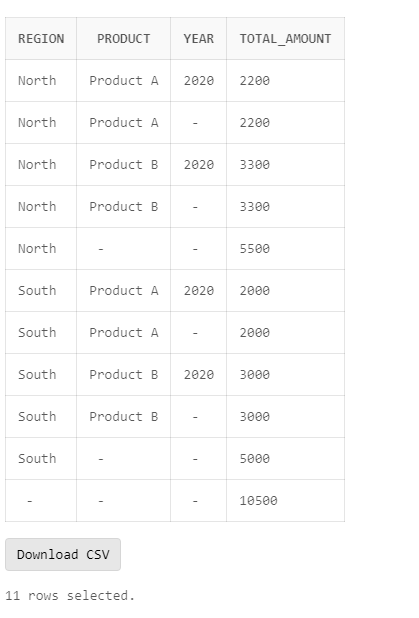 REGION PRODUCT YEAR TOTAL_AMOUNT
North Product A 2020 2200
North Product A - 2200
North Product B 2020 3300
North Product B - 3300
North - - 5500
South Product A 2020 2000
South Product A - 2000
South Product B 2020 3000
South Product B - 3000
South - - 5000
- - - 10500
Download CSV
11 rows selected.